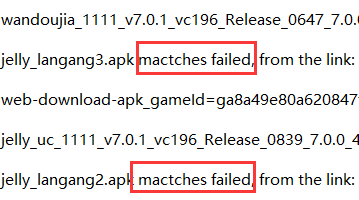 wandoujia_1111_v7.0.1_vc196_Release_0647_7.0.
jelly_langang3.apk mactches failed, from the link:
web-download-apk_gameId=ga8a49e80a620847
jelly_uc_1111_v7.0.1_vc196_Release_0839_7.0.0_4
jelly_langang2.apk mactches failed, from the link: